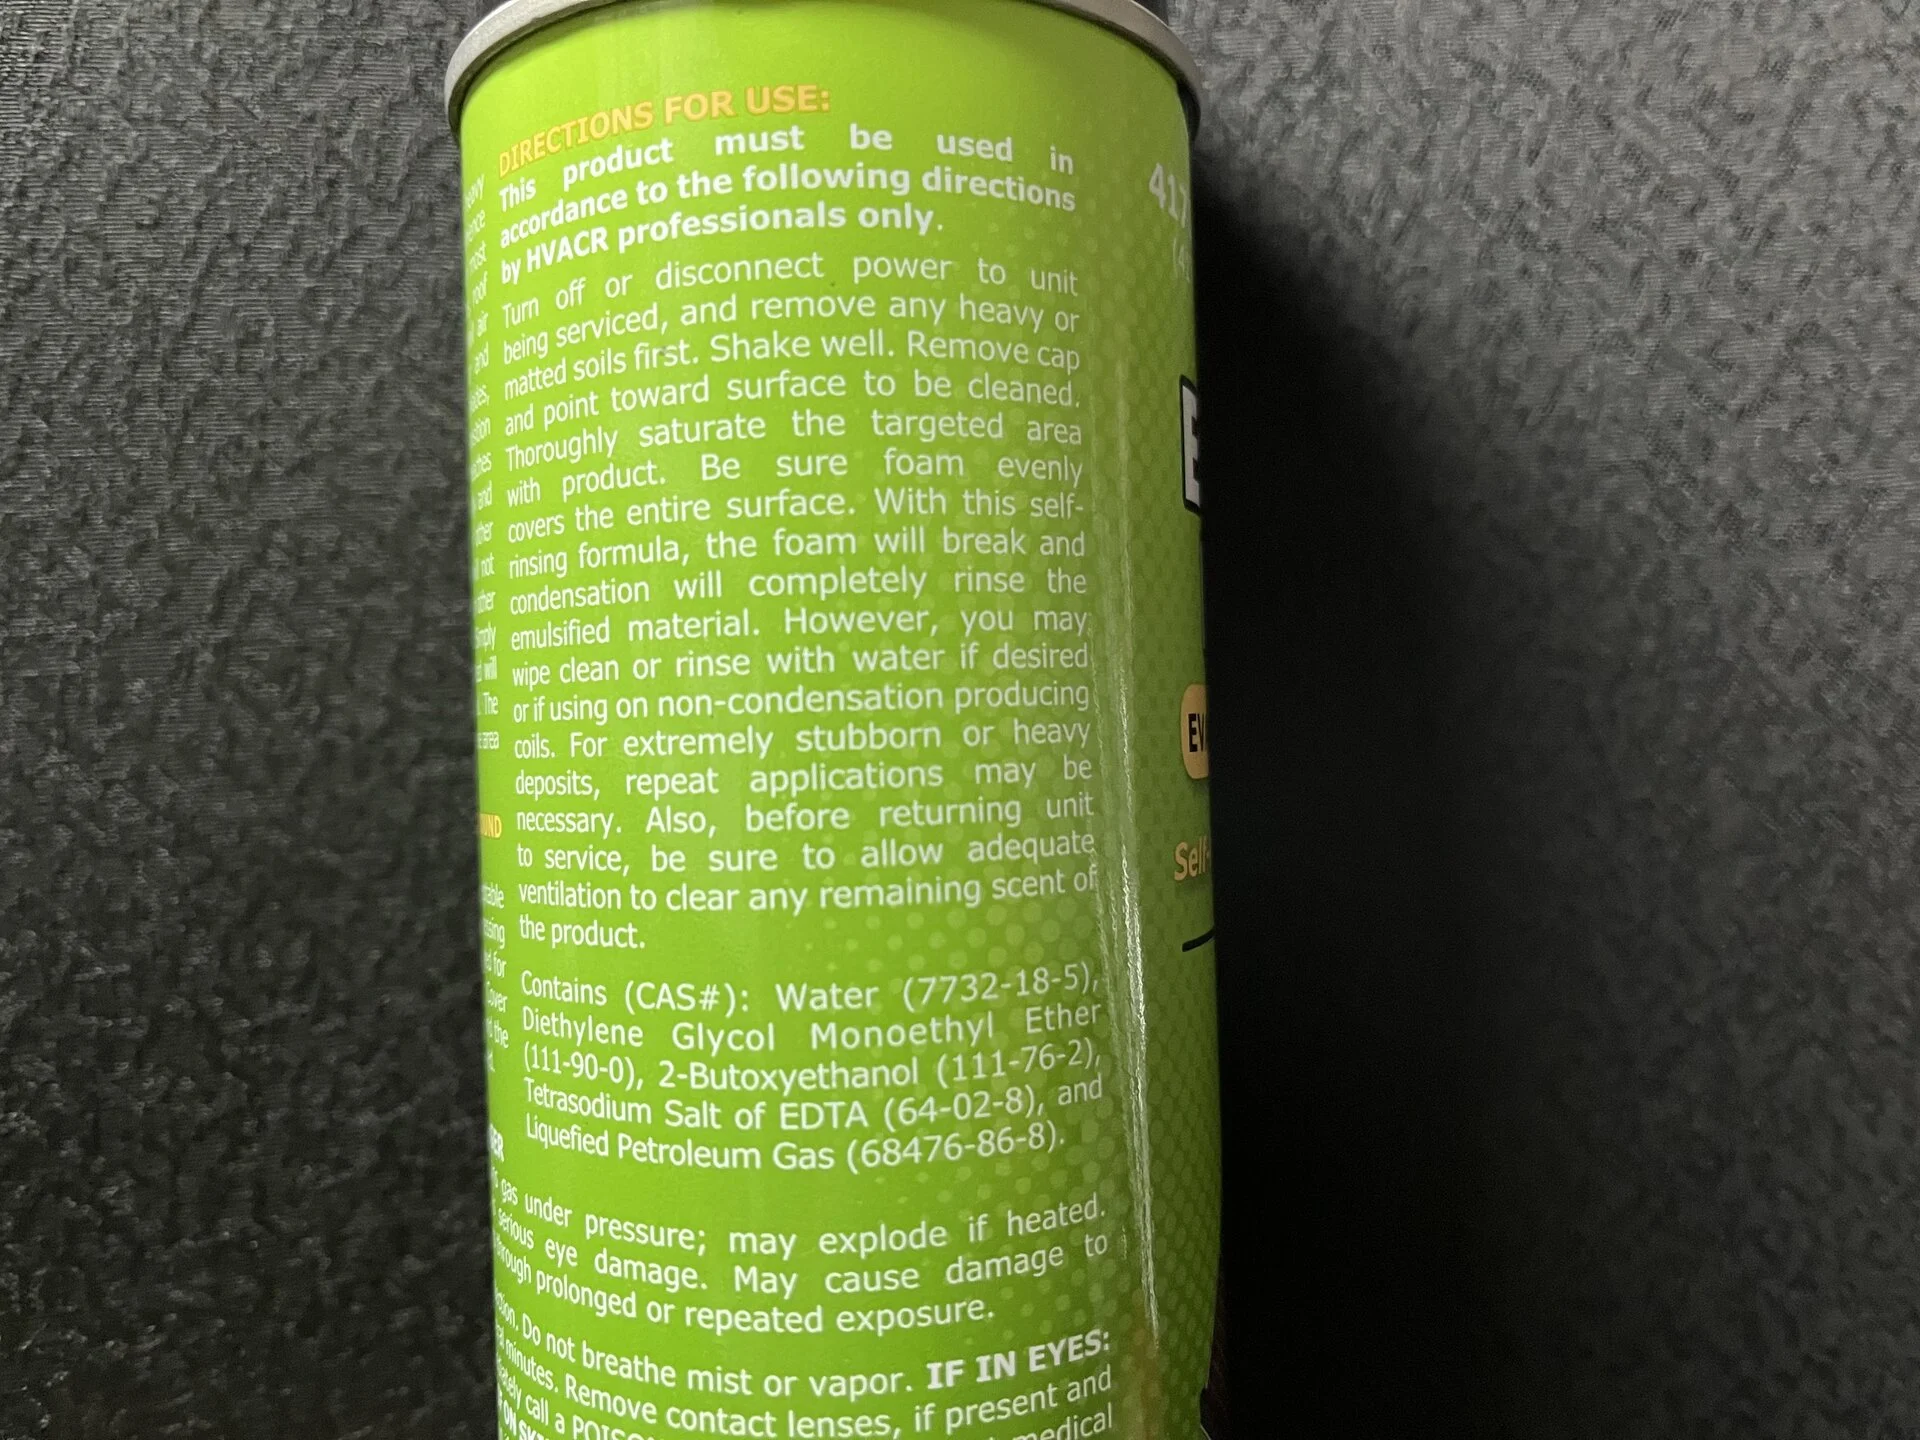 DIRECTIONS FOR USE:
This product must be used in
accordance to the following directions
by HVACR professionals only.
Turn off or disconnect power to unit
being serviced, and remove any heavy or
matted soils first. Shake well. Remove cap
and point toward surface to be cleaned.
Thoroughly saturate the targeted area
with product. Be sure foam evenly
covers the entire surface. With this self-
rinsing formula, the foam will break and
condensation will completely rinse the
emulsified material. However, you may
wipe clean or rinse with water if desired
or if using on non-condensation producing
coils. For extremely stubborn or heavy
deposits, repeat applications may be
necessary. Also, before returning unit
to service, be sure to allow adequate
ventilation to clear any remaining scent of
the product.
Contains (CAS#): Water (7732-18-5),
Diethylene Glycol Monoethyl Ether
(111-90-0), 2-Butoxyethanol (111-76-2),
Tetrasodium Salt of EDTA (64-02-8), and
Liquefied Petroleum Gas (68476-86-8).
gas under pressure; may explode if heated.
serious eye damage. May cause damage to
through prolonged or repeated exposure.
Do not breathe mist or vapor. IF IN EYES:
minutes. Remove contact lenses, if present and
call a
medical
417
Self-